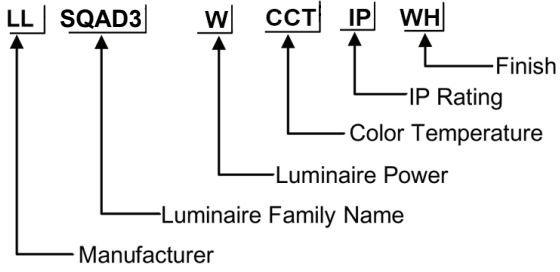 LL SQAD3 W CCT IP WH
Finish
IP Rating
Color Temperature
Luminaire Power
Luminaire Family Name
Manufacturer